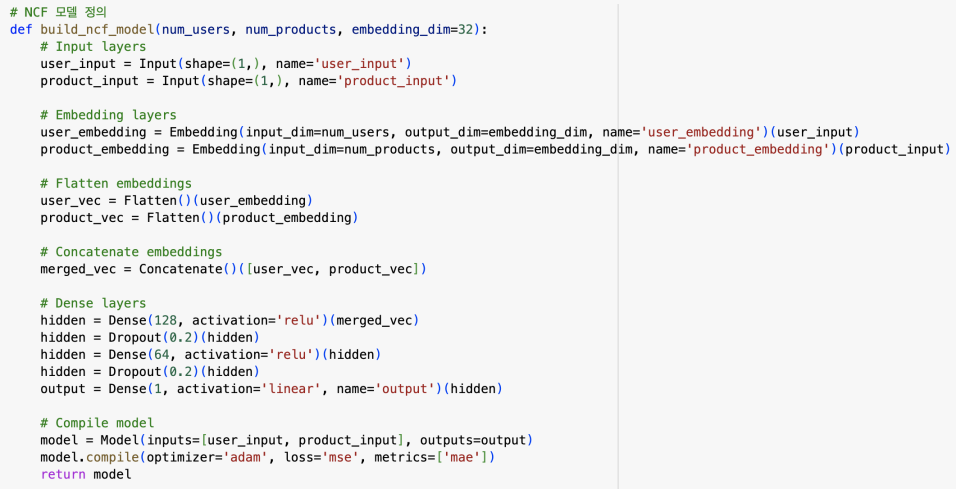 # NCF 모델 정의
def build_ncf_model(num_users, num_products, embedding_dim=32):
    # Input layers
    user_input = Input(shape=(1,), name='user_input')
    product_input = Input(shape=(1,), name='product_input')

    # Embedding layers
    user_embedding = Embedding(input_dim=num_users, output_dim=embedding_dim, name='user_embedding')(user_input)
    product_embedding = Embedding(input_dim=num_products, output_dim=embedding_dim, name='product_embedding')(product_input)

    # Flatten embeddings
    user_vec = Flatten()(user_embedding)
    product_vec = Flatten()(product_embedding)

    # Concatenate embeddings
    merged_vec = Concatenate()([user_vec, product_vec])

    # Dense layers
    hidden = Dense(128, activation='relu')(merged_vec)
    hidden = Dropout(0.2)(hidden)
    hidden = Dense(64, activation='relu')(hidden)
    hidden = Dropout(0.2)(hidden)
    output = Dense(1, activation='linear', name='output')(hidden)

    # Compile model
    model = Model(inputs=[user_input, product_input], outputs=output)
    model.compile(optimizer='adam', loss='mse', metrics=['mae'])
    return model